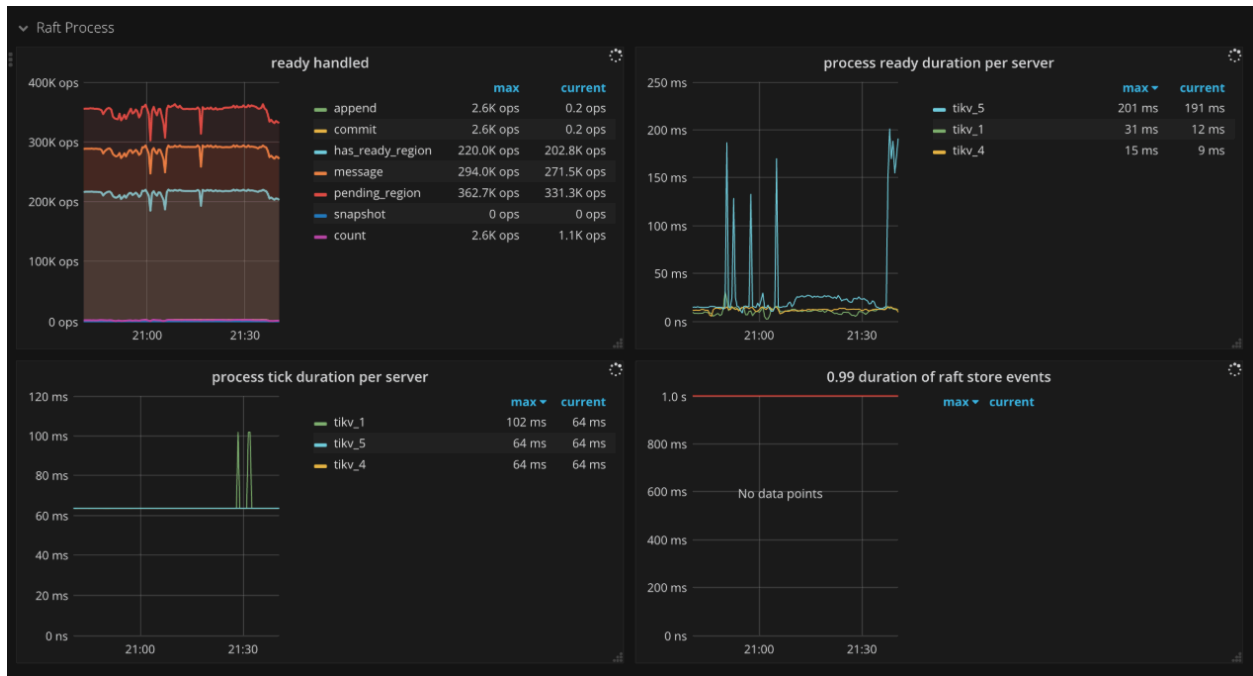 Raft Process
ready handled
max current
400K ops
300K ops
200K ops
100K ops
0 ops
21:00 21:30
append 2.6K ops 0.2 ops
commit 2.6K ops 0.2 ops
has_ready_region 220.0K ops 202.8K ops
message 294.0K ops 271.5K ops
pending_region 362.7K ops 331.3K ops
snapshot 0 ops 0 ops
count 2.6K ops 1.1K ops
process ready duration per server
max current
250 ms
200 ms
150 ms
100 ms
50 ms
0 ns
21:00 21:30
tikv_5 201 ms 191 ms
tikv_1 31 ms 12 ms
tikv_4 15 ms 9 ms
process tick duration per server
max current
120 ms
100 ms
80 ms
60 ms
40 ms
20 ms
0 ns
21:00 21:30
tikv_1 102 ms 64 ms
tikv_5 64 ms 64 ms
tikv_4 64 ms 64 ms
0.99 duration of raft store events
max current
1.0 s
800 ms
600 ms
400 ms
200 ms
0 ns
No data points
21:00 21:30